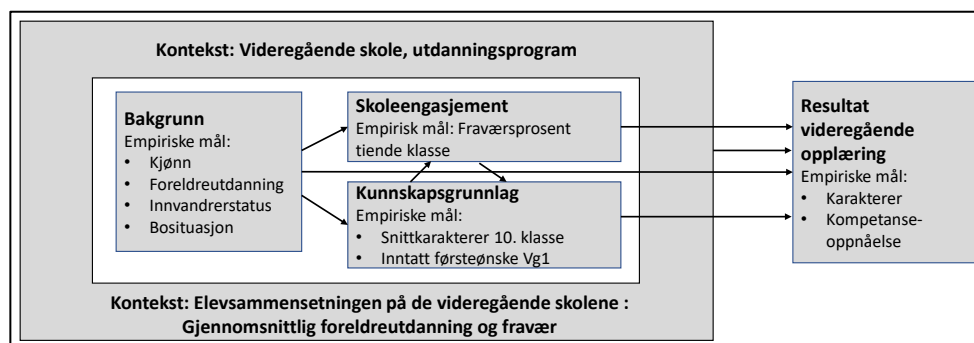 Kontekst: Videregående skole, utdanningsprogram
Bakgrunn
Empiriske mål:
• Kjønn
• Foreldreutdanning
• Innvandrerstatus
• Bosituasjon
Skoleengasjement
Empirisk mål: Fraværsprosent
tiende klasse
Kunnskapsgrunnlag
Empiriske mål:
• Snittkarakterer 10. klasse
• Inntatt førsteønske Vg1
Resultat
videregående
opplæring
Empiriske mål:
• Karakterer
• Kompetanse-
oppnåelse
Kontekst: Elevsammensetningen på de videregående skolene :
Gjennomsnittlig foreldreutdanning og fravær